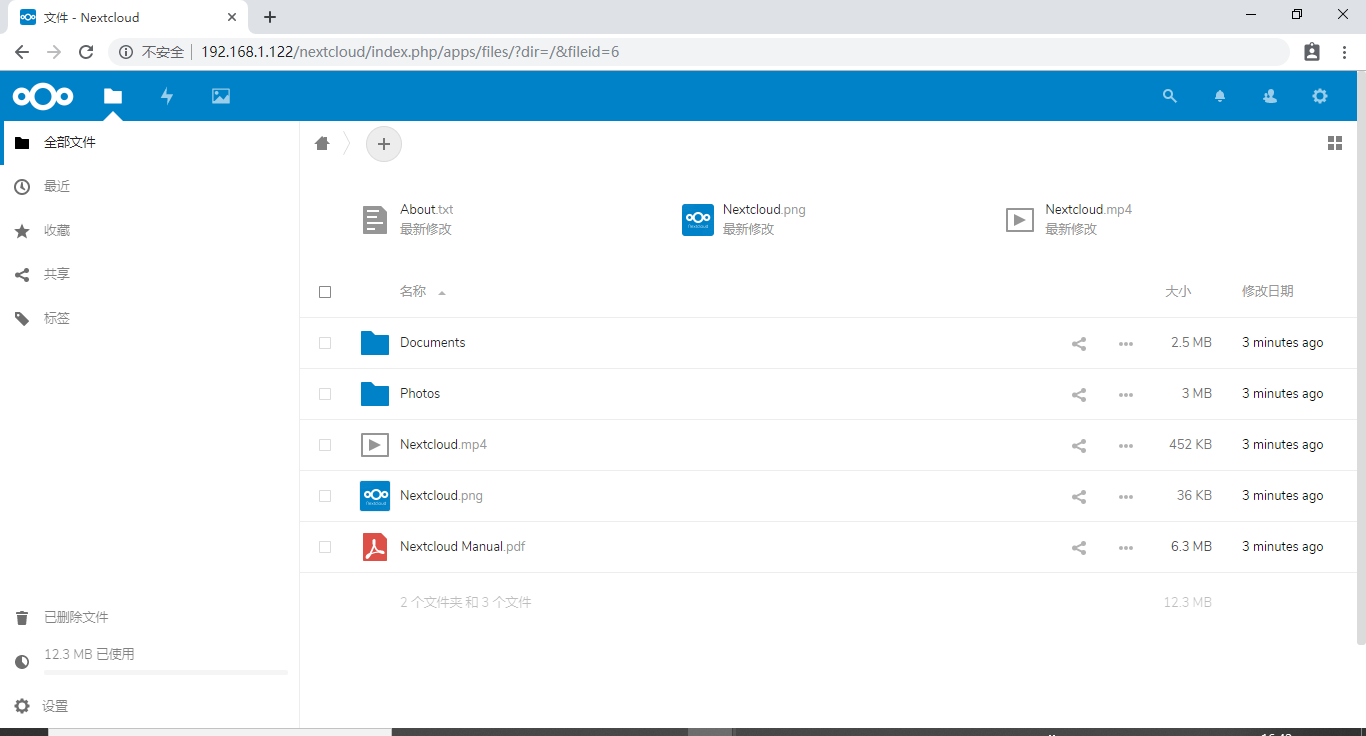 文件 - Nextcloud
不安全 192.168.1.122/nextcloud/index.php/apps/files/?dir=/&fileid=6
全部文件
最近
收藏
共享
标签
已删除文件
12.3 MB 已使用
设置
About.txt
最新修改
Nextcloud.png
最新修改
Nextcloud.mp4
最新修改
名称 大小 修改日期
Documents 2.5 MB 3 minutes ago
Photos 3 MB 3 minutes ago
Nextcloud.mp4 452 KB 3 minutes ago
Nextcloud.png 36 KB 3 minutes ago
Nextcloud Manual.pdf 6.3 MB 3 minutes ago
2 个文件夹 和 3 个文件 12.3 MB